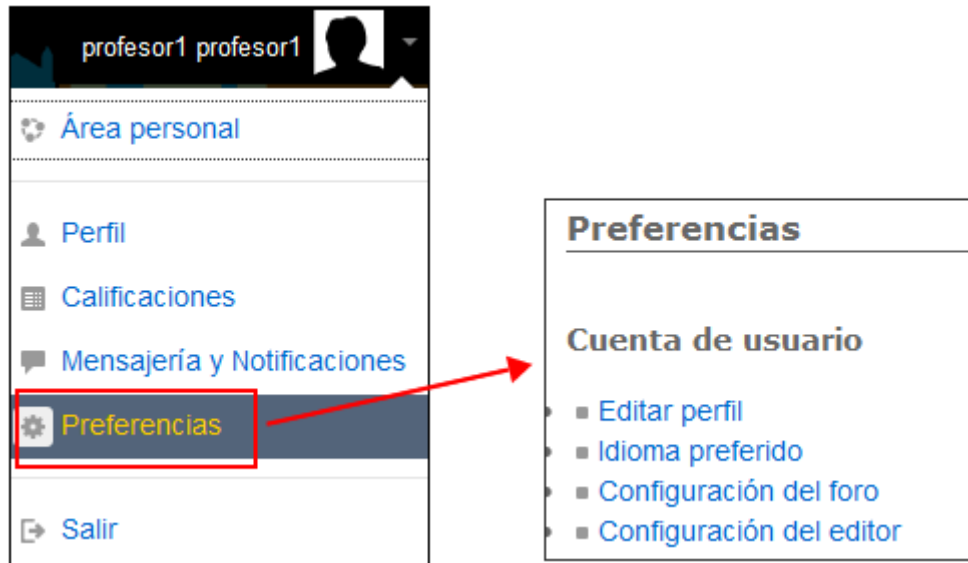 profesor1 profesor1
Área personal
Perfil
Calificaciones
Mensajería y Notificaciones
Preferencias
Salir
Preferencias
Cuenta de usuario
Editar perfil
Idioma preferido
Configuración del foro
Configuración del editor